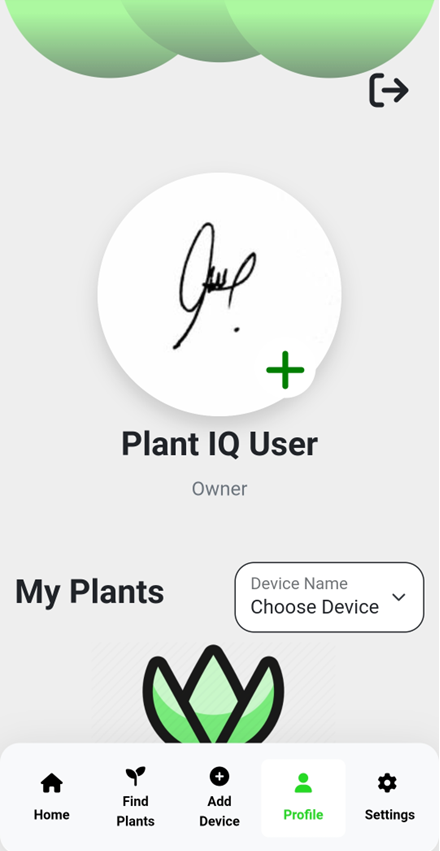 Plant IQ User
Owner
My Plants
Device Name
Choose Device
Home
Find
Plants
Add
Device
Profile
Settings